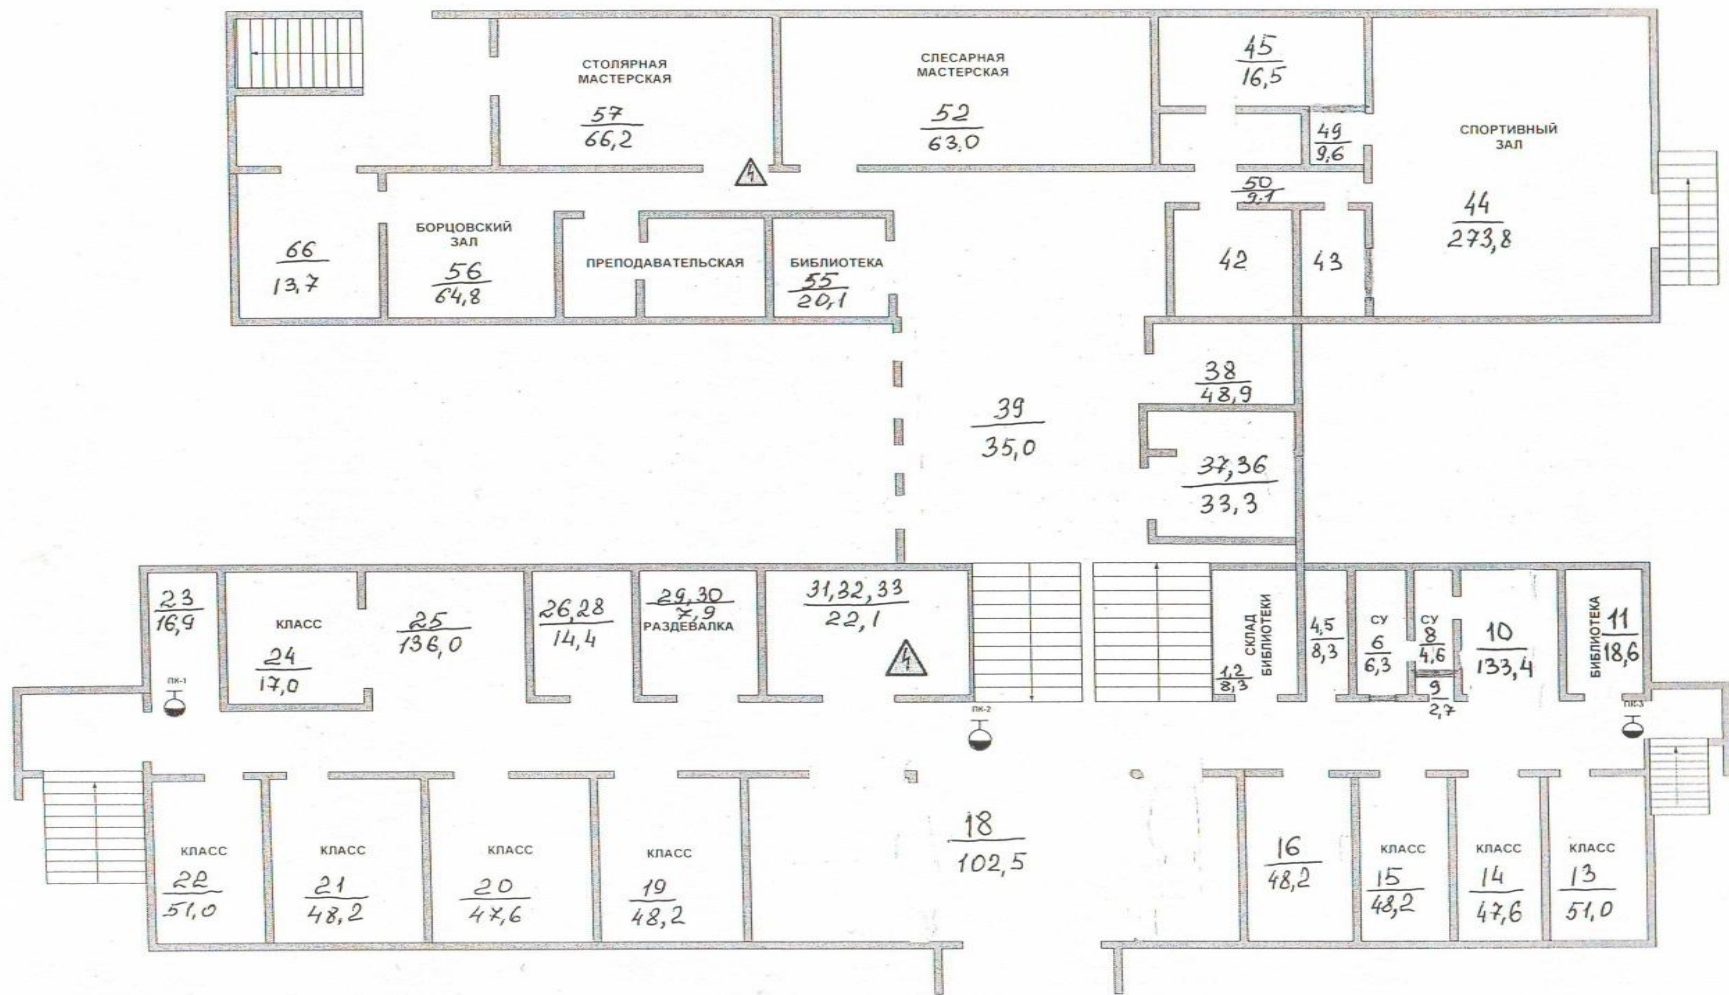 СТОЛЯРНАЯ
МАСТЕРСКАЯ
57
66,2
СЛЕСАРНАЯ
МАСТЕРСКАЯ
52
63.0
45
16,5
49
9.6
СПОРТИВНЫЙ
ЗАЛ
44
273,8
50
9.1
66
13,7
БОРЦОВСКИЙ
ЗАЛ
56
64,8
ПРЕПОДАВАТЕЛЬСКАЯ
БИБЛИОТЕКА
55
20,1
42
43
38
48,9
39
35,0
37,36
33,3
23
16,9
ПК-1
КЛАСС
24
17,0
25
136,0
26,28
14,4
29,30
7,9
РАЗДЕВАЛКА
31,32,33
22,1
ПК-2
СКЛАД
БИБЛИОТЕКИ
1,2
8,3
4,5
8,3
СУ
6
6,3
СУ
8
4,6
9
2,7
10
133,4
БИБЛИОТЕКА
11
18,6
ПК-3
КЛАСС
22
51,0
КЛАСС
21
48,2
КЛАСС
20
47,6
КЛАСС
19
48,2
18
102,5
16
48,2
КЛАСС
15
48,2
КЛАСС
14
47,6
КЛАСС
13
51,0